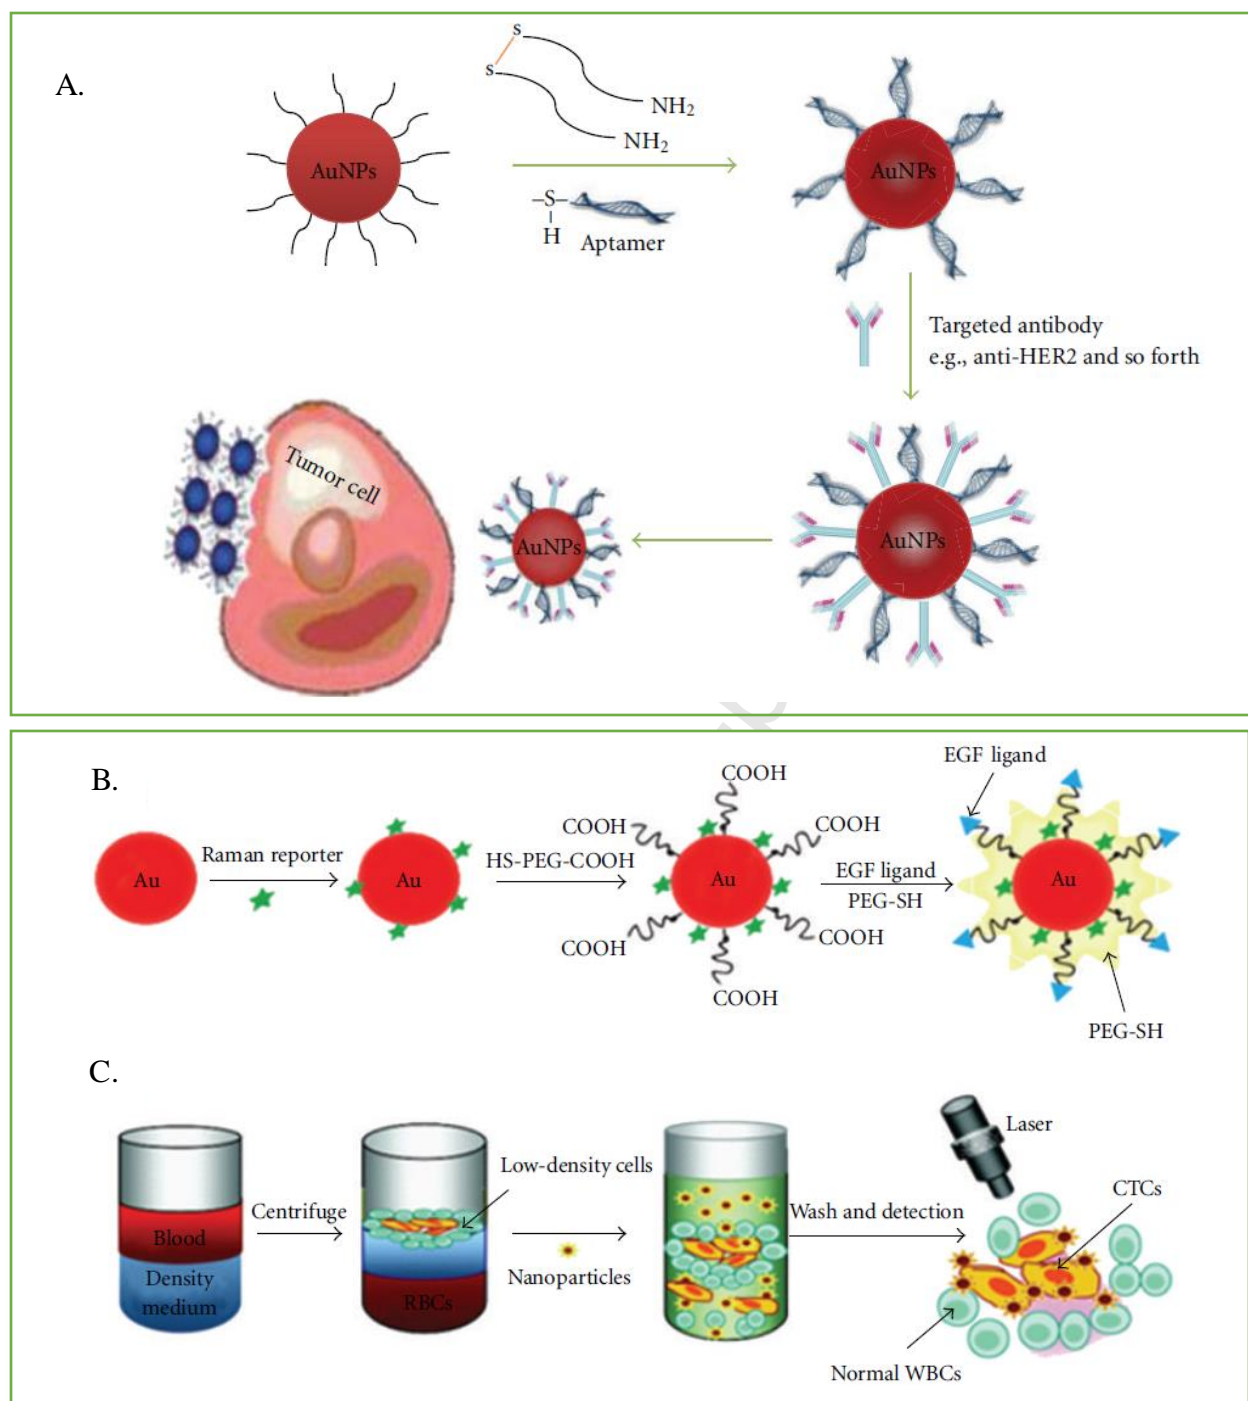 A.
AuNPs
S
S
NH2
NH2
–S–
H
Aptamer
AuNPs
Targeted antibody
e.g., anti-HER2 and so forth
Tumor cell
AuNPs
AuNPs
B.
Au
Raman reporter
Au
HS-PEG-COOH
COOH
COOH
COOH
Au
COOH
COOH
COOH
EGF ligand
PEG-SH
EGF ligand
Au
PEG-SH
C.
Blood
Density
medium
Centrifuge
Low-density cells
RBCs
Nanoparticles
Wash and detection
Laser
CTCs
Normal WBCs